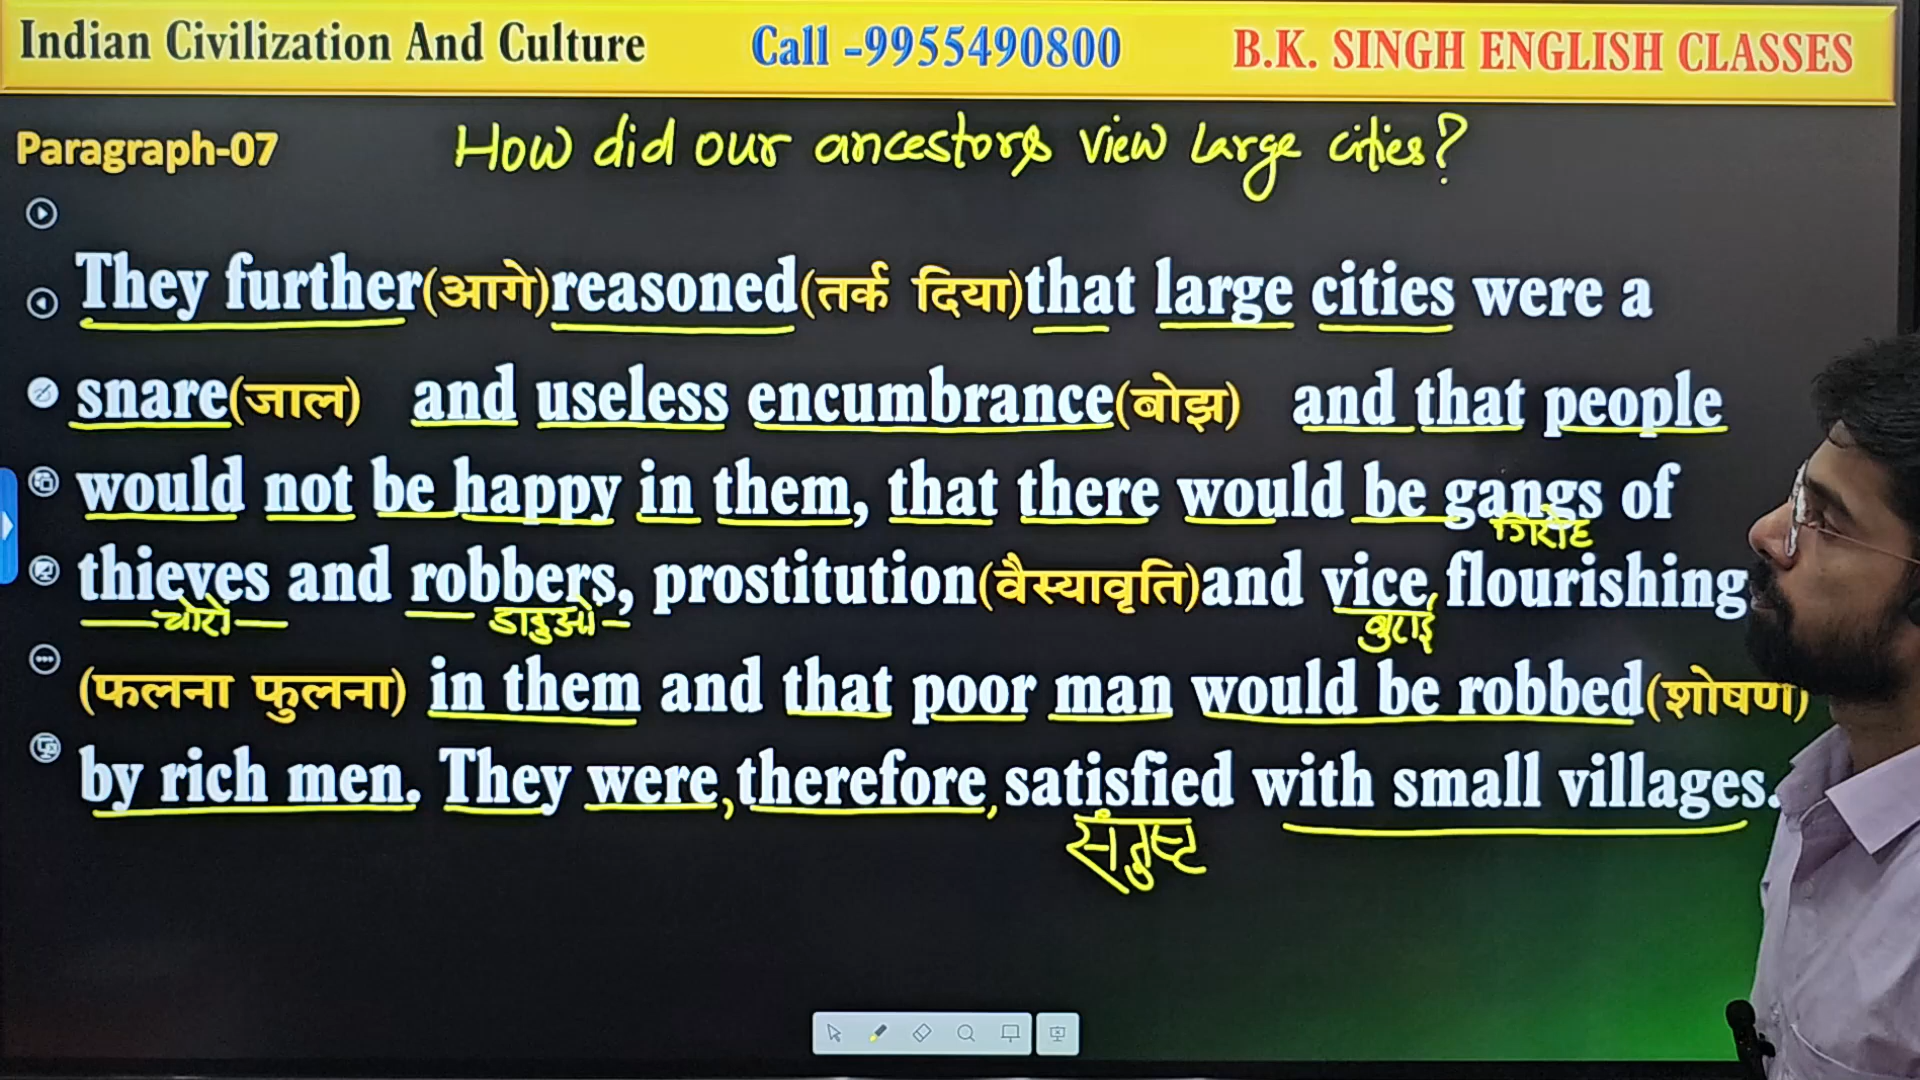 Indian Civilization And Culture Call -9955490800 B.K. SINGH ENGLISH CLASSES
Paragraph-07 How did our ancestors view Large cities?
They further(आगे)reasoned(तर्क दिया)that large cities were a
snare(जाल) and useless encumbrance(बोझ) and that people
would not be happy in them, that there would be gangs of
गिरोह
thieves and robbers, prostitution(वैस्यावृति)and vice, flourishing
चोरो डाकुओ बुराई
(फलना फुलना) in them and that poor man would be robbed(शोषण)
by rich men. They were, therefore, satisfied with small villages.
संतुष्ट